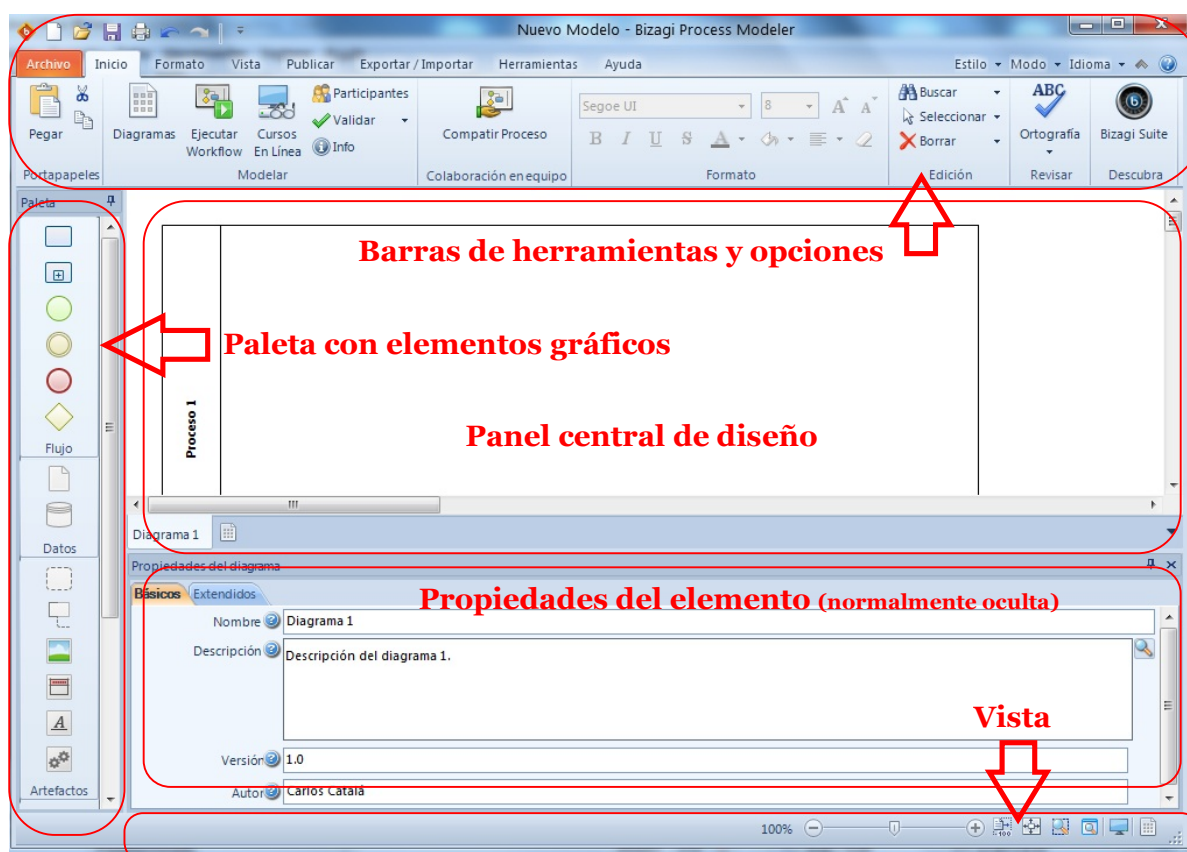 Nuevo Modelo - Bizagi Process Modeler
Archivo Inicio Formato Vista Publicar Exportar / Importar Herramientas Ayuda Estilo Modo Idioma
Pegar
Portapapeles
Diagramas
Ejecutar Workflow
Cursos En Línea
Participantes
Validar
Info
Modelar
Compatir Proceso
Colaboración en equipo
Segoe UI 8 A A
B I U S A
Formato
Buscar
Seleccionar
Borrar
Edición
ABC
Ortografía
Revisar
Bizagi Suite
Descubra
Paleta
Barras de herramientas y opciones
Paleta con elementos gráficos
Panel central de diseño
Proceso 1
Flujo
Datos
A
Artefactos
Diagrama 1
Propiedades del diagrama
Básicos Extendidos
Propiedades del elemento (normalmente oculta)
Nombre Diagrama 1
Descripción Descripción del diagrama 1.
Vista
Versión 1.0
Autor Carlos Catalá
100%